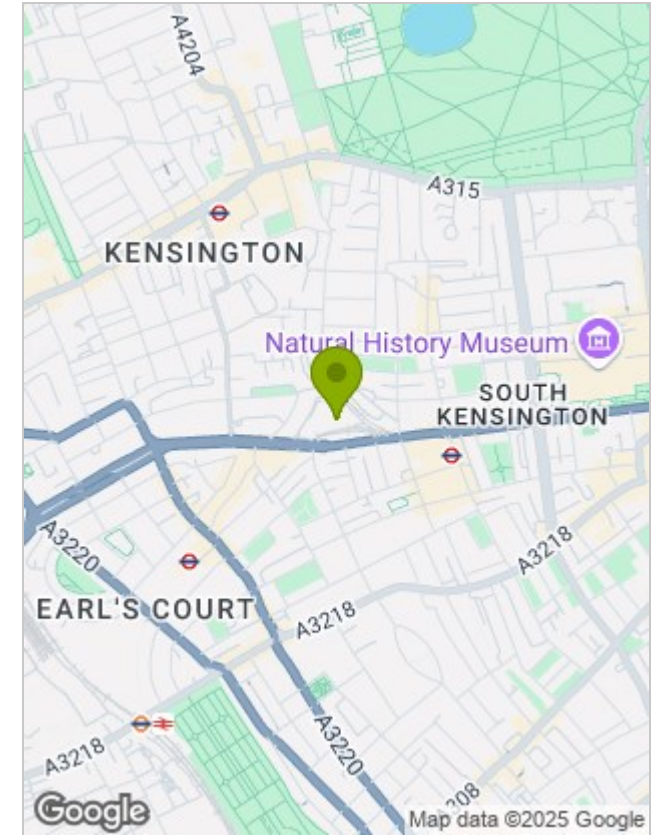 A4204
A315
KENSINGTON
Natural History Museum
SOUTH
KENSINGTON
A3220
A3218
EARL'S COURT
A3218
A3220
A3218
308
Google
Map data ©2025 Google